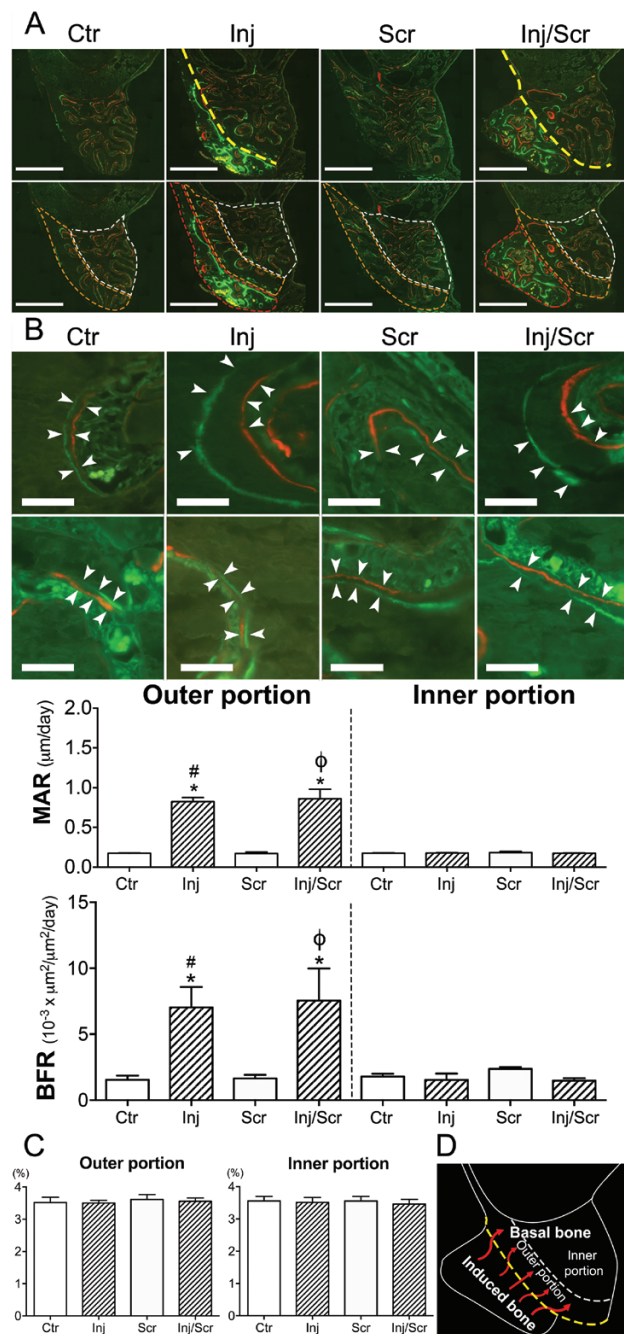 A
Ctr Inj Scr Inj/Scr
B
Ctr Inj Scr Inj/Scr
Outer portion Inner portion
MAR (μm/day)
2.0
1.5
1.0
0.5
0.0
#
*
ϕ
*
Ctr Inj Scr Inj/Scr Ctr Inj Scr Inj/Scr
BFR (10⁻³ x μm²/μm²/day)
15
10
5
0
#
*
ϕ
*
Ctr Inj Scr Inj/Scr Ctr Inj Scr Inj/Scr
C
(%) Outer portion
4
3
2
1
0
Ctr Inj Scr Inj/Scr
(%) Inner portion
4
3
2
1
0
Ctr Inj Scr Inj/Scr
D
Basal bone
Outer portion
Inner
portion
Induced bone